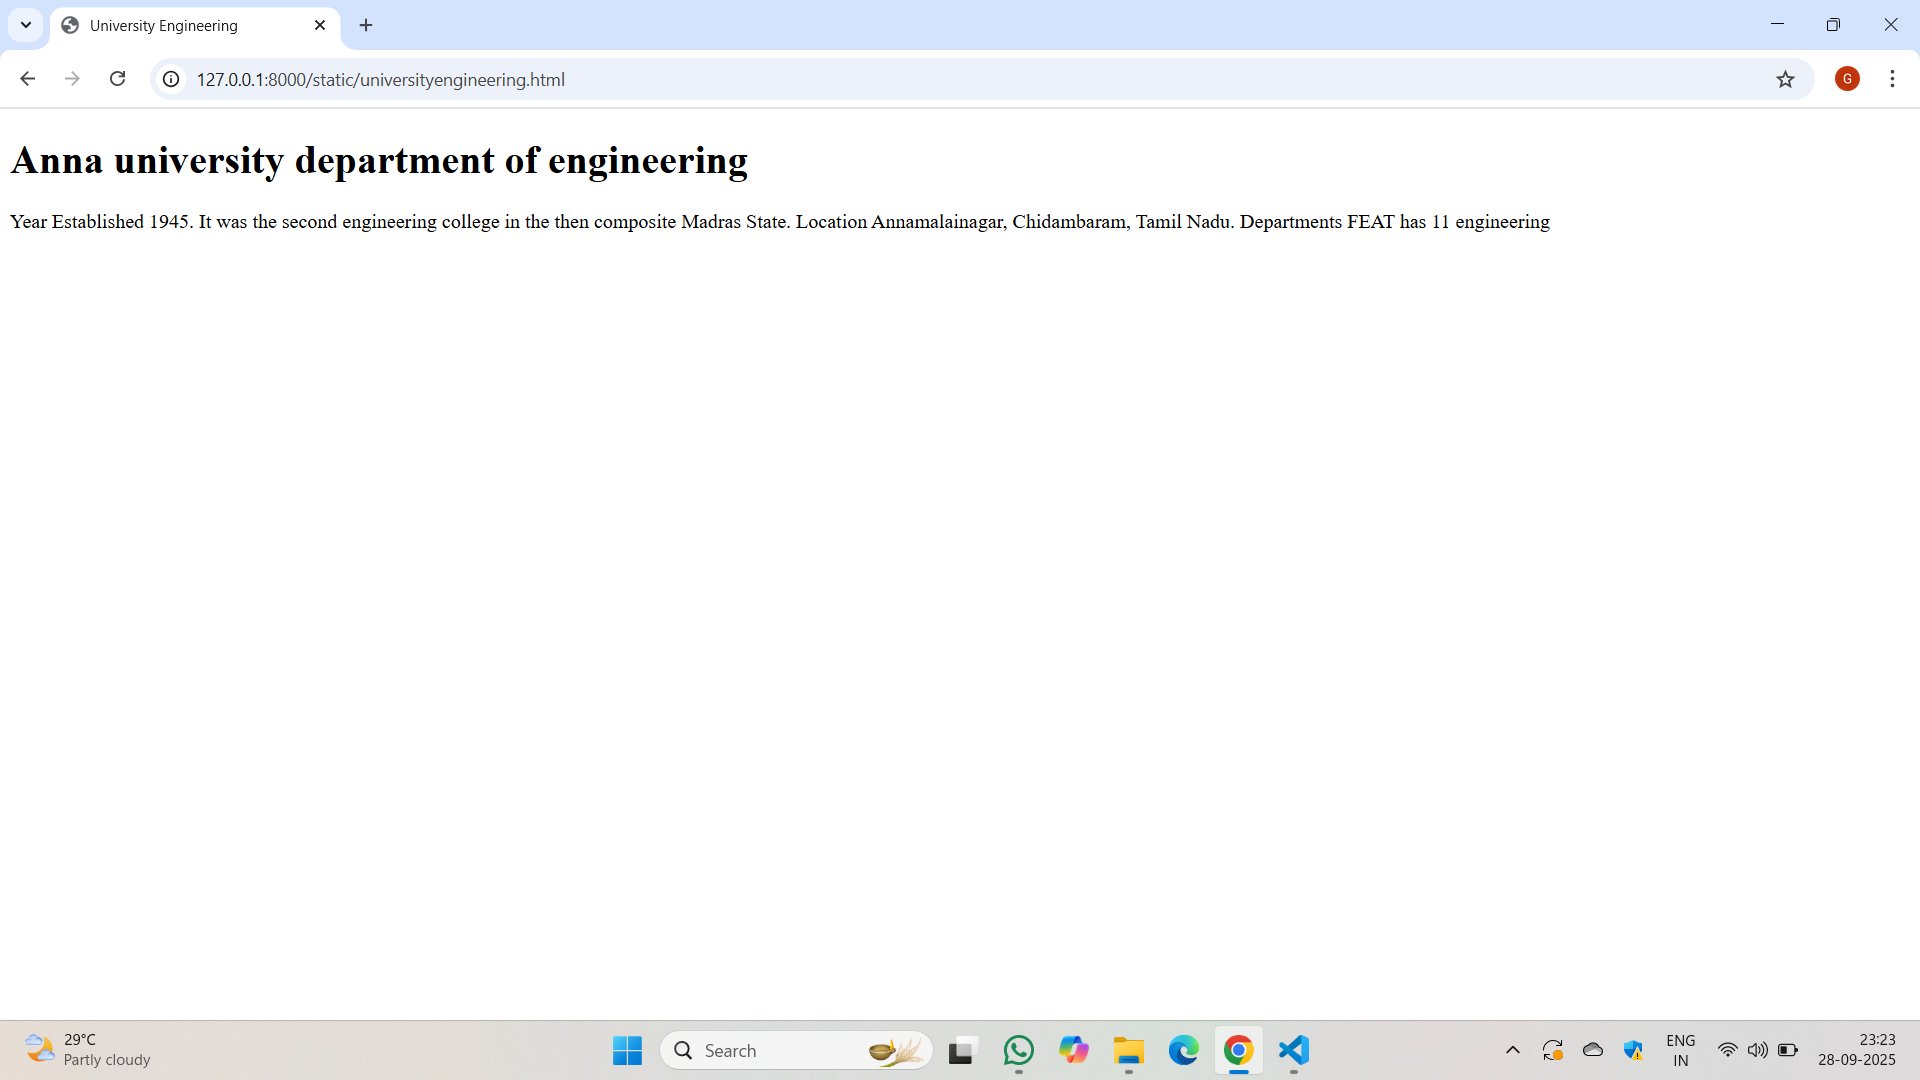 University Engineering
127.0.0.1:8000/static/universityengineering.html
G
Anna university department of engineering
Year Established 1945. It was the second engineering college in the then composite Madras State. Location Annamalainagar, Chidambaram, Tamil Nadu. Departments FEAT has 11 engineering
29°C
Partly cloudy
Search
ENG
IN
23:23
28-09-2025